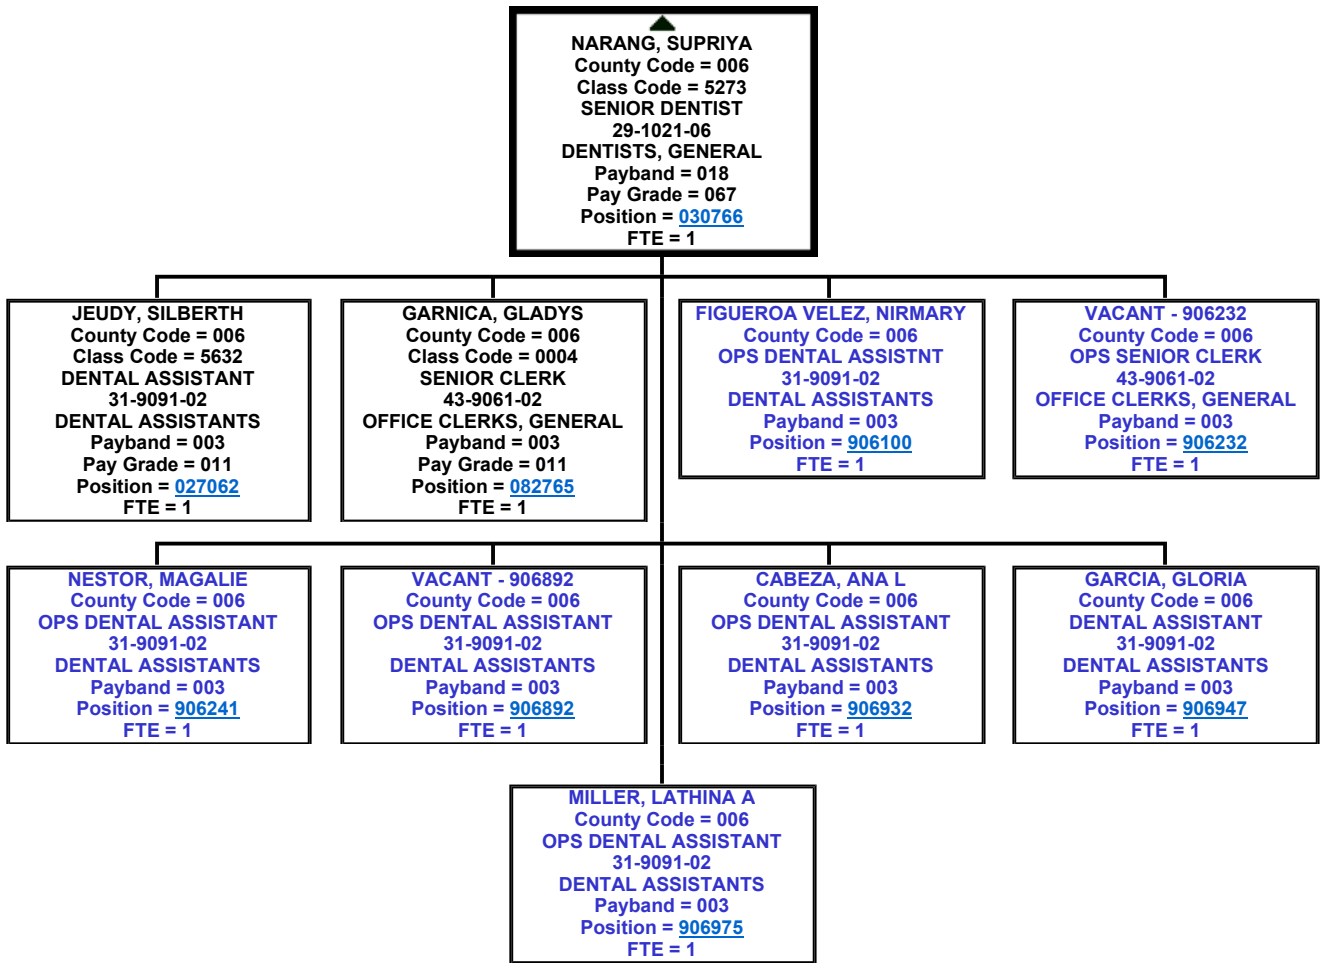 NARANG, SUPRIYA
County Code = 006
Class Code = 5273
SENIOR DENTIST
29-1021-06
DENTISTS, GENERAL
Payband = 018
Pay Grade = 067
Position = 030766
FTE = 1
JEUDY, SILBERTH
County Code = 006
Class Code = 5632
DENTAL ASSISTANT
31-9091-02
DENTAL ASSISTANTS
Payband = 003
Pay Grade = 011
Position = 027062
FTE = 1
GARNICA, GLADYS
County Code = 006
Class Code = 0004
SENIOR CLERK
43-9061-02
OFFICE CLERKS, GENERAL
Payband = 003
Pay Grade = 011
Position = 082765
FTE = 1
FIGUEROA VELEZ, NIRMARY
County Code = 006
OPS DENTAL ASSISTNT
31-9091-02
DENTAL ASSISTANTS
Payband = 003
Position = 906100
FTE = 1
VACANT - 906232
County Code = 006
OPS SENIOR CLERK
43-9061-02
OFFICE CLERKS, GENERAL
Payband = 003
Position = 906232
FTE = 1
NESTOR, MAGALIE
County Code = 006
OPS DENTAL ASSISTANT
31-9091-02
DENTAL ASSISTANTS
Payband = 003
Position = 906241
FTE = 1
VACANT - 906892
County Code = 006
OPS DENTAL ASSISTANT
31-9091-02
DENTAL ASSISTANTS
Payband = 003
Position = 906892
FTE = 1
CABEZA, ANA L
County Code = 006
OPS DENTAL ASSISTANT
31-9091-02
DENTAL ASSISTANTS
Payband = 003
Position = 906932
FTE = 1
GARCIA, GLORIA
County Code = 006
DENTAL ASSISTANT
31-9091-02
DENTAL ASSISTANTS
Payband = 003
Position = 906947
FTE = 1
MILLER, LATHINA A
County Code = 006
OPS DENTAL ASSISTANT
31-9091-02
DENTAL ASSISTANTS
Payband = 003
Position = 906975
FTE = 1